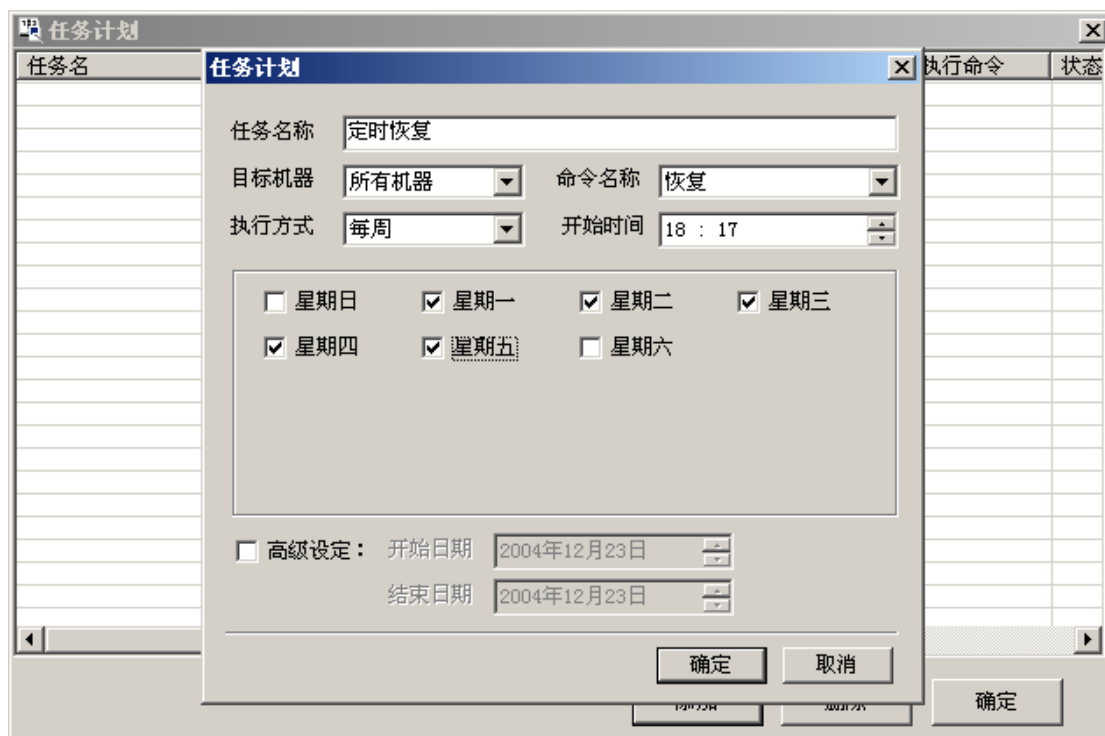 任务计划
任务名 执行命令 状态
任务计划
任务名称 定时恢复
目标机器 所有机器 命令名称 恢复
执行方式 每周 开始时间 18 : 17
星期日 星期一 星期二 星期三
星期四 星期五 星期六
高级设定： 开始日期 2004年12月23日
结束日期 2004年12月23日
确定 取消
确定